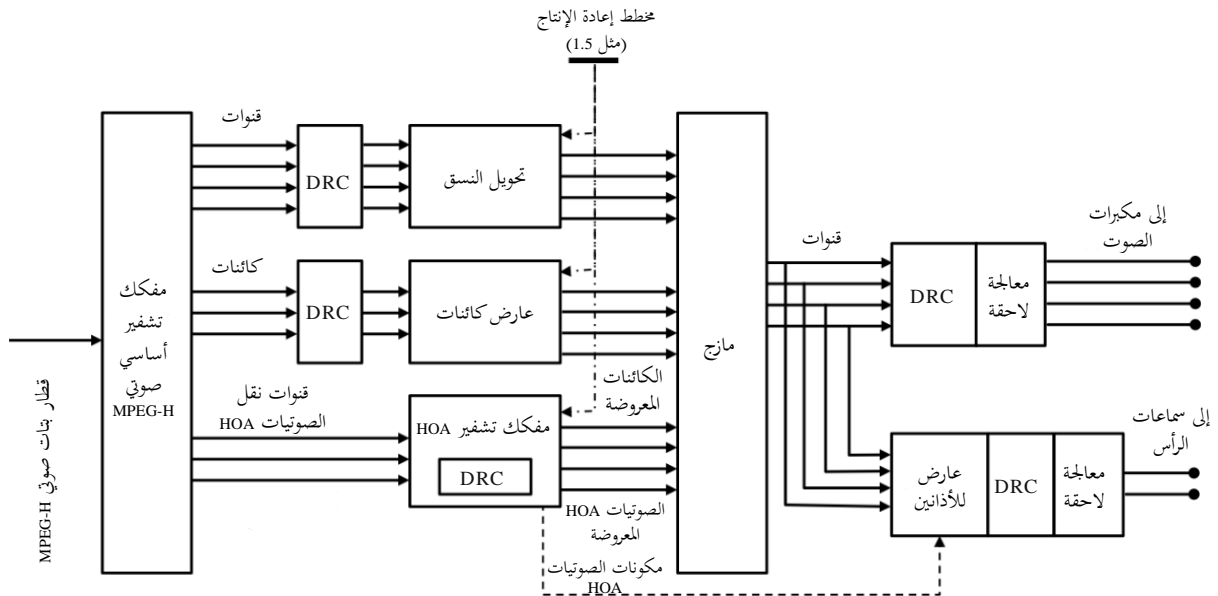 مخطط إعادة الإنتاج
(مثل 1.5)
قنوات
DRC
تحويل النسق
كائنات
DRC
عارض كائنات
الكائنات
المعروضة
قنوات نقل
الصوتيات HOA
مفكك تشفير HOA
DRC
الصوتيات HOA
المعروضة
مكونات الصوتيات
HOA
قطار بتات صوتي MPEG-H
مفكك
تشفير
أساسي
صوتي
MPEG-H
مازج
قنوات
DRC
معالجة
لاحقة
إلى مكبرات
الصوت
عارض
للأذانين
DRC
معالجة
لاحقة
إلى سماعات
الرأس